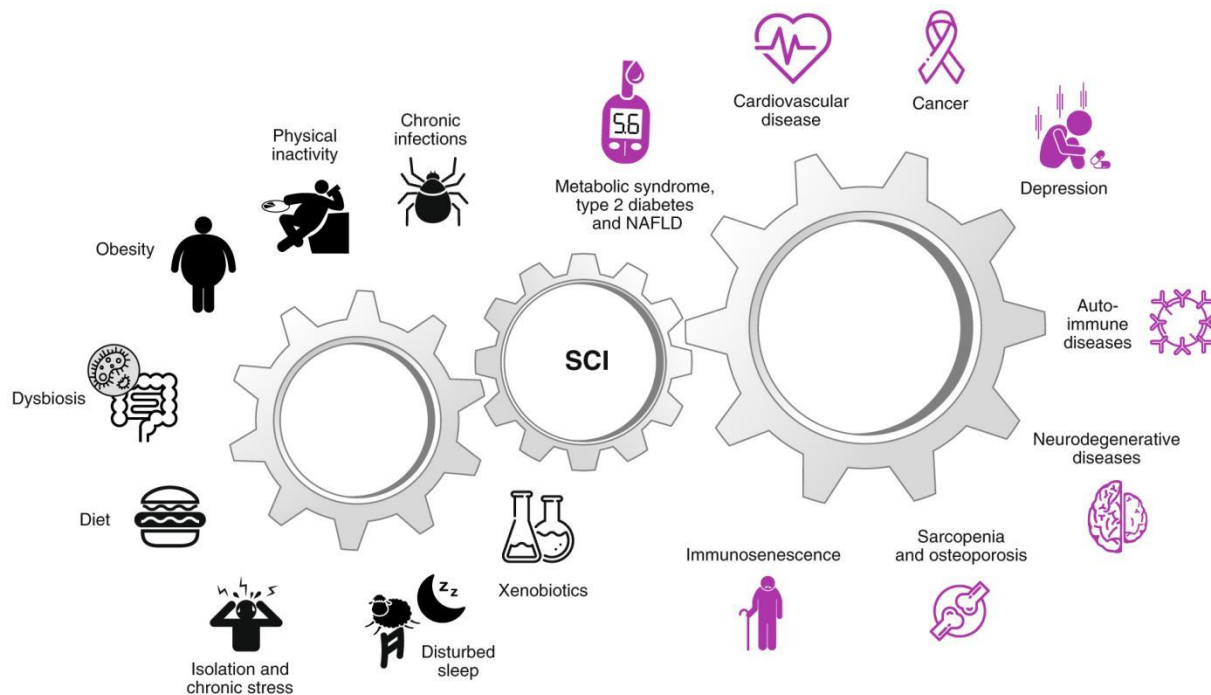 Chronic
infections
Physical
inactivity
Obesity
Dysbiosis
Diet
Isolation and
chronic stress
zz
Disturbed
sleep
Xenobiotics
SCI
5.6
Metabolic syndrome,
type 2 diabetes
and NAFLD
Cardiovascular
disease
Cancer
Depression
Auto-
immune
diseases
Neurodegenerative
diseases
Sarcopenia
and osteoporosis
Immunosenescence